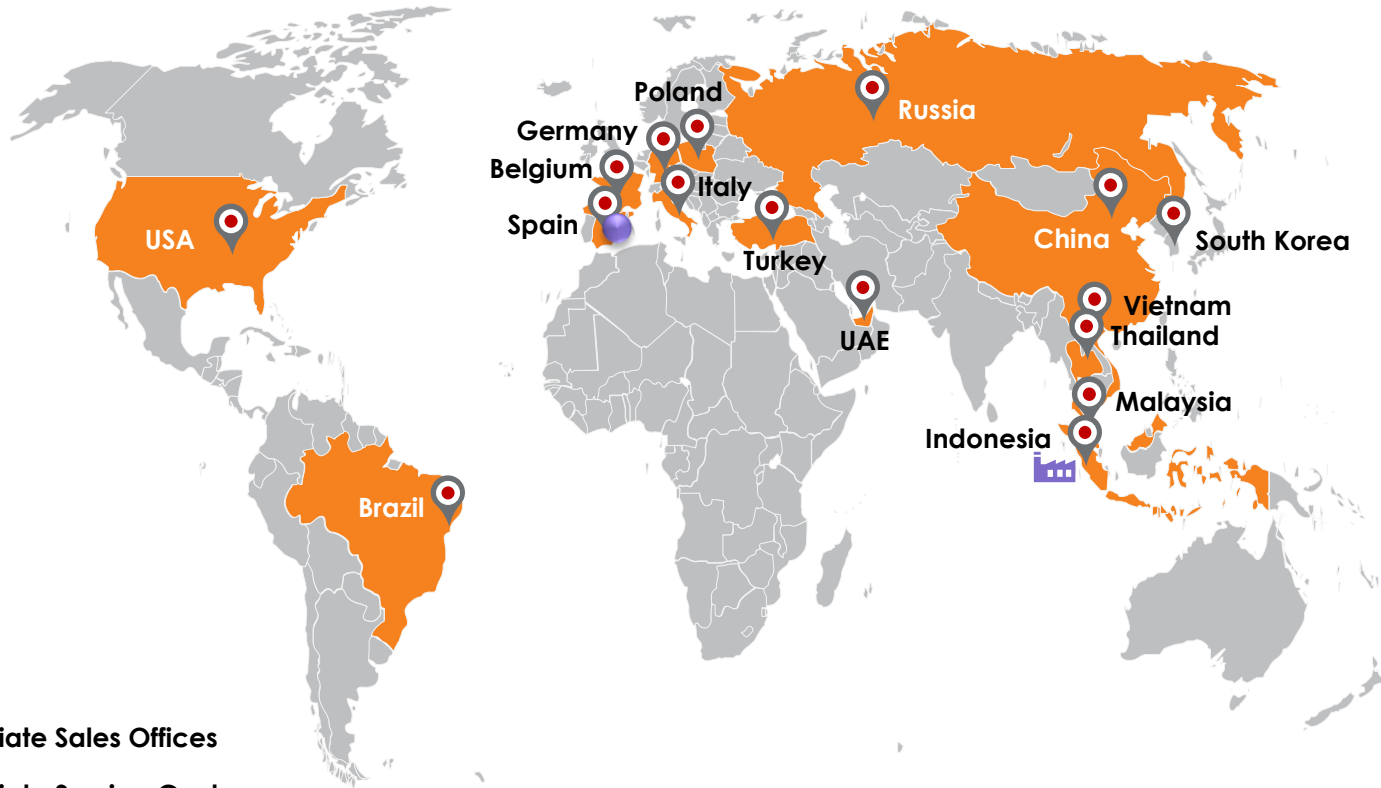 Poland
Russia
Germany
Belgium
Italy
Spain
USA
China
South Korea
Turkey
Vietnam
UAE
Thailand
Malaysia
Indonesia
Brazil
iate Sales Offices